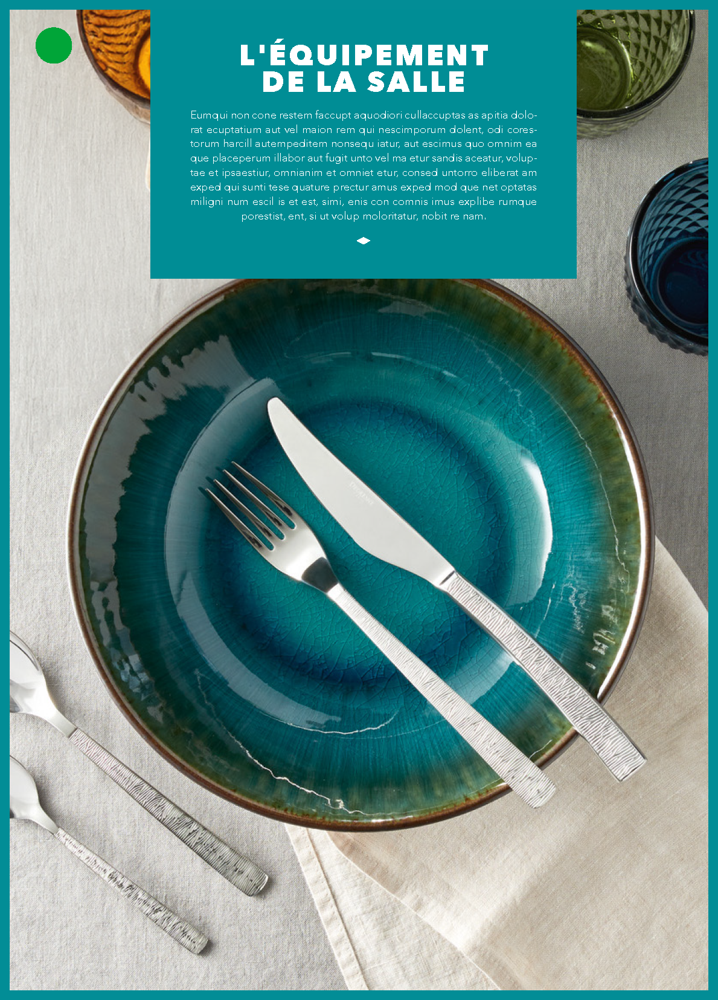 L'ÉQUIPEMENT
DE LA SALLE
Eumqui non cone restem faccupt aquodiori cullaccuptas as apitia dolo-
rat ecuptatium aut vel maion rem qui nescimporum dolent, odi cores-
torum harcill autempeditem nonsequ iatur, aut escimus quo omnim ea
que placeperum illabor aut fugit unto vel ma etur sandis aceatur, volup-
tae et ipsaestiur, omnianim et omniet etur, consed untorro eliberat am
exped qui sunti tese quature prectur amus exped mod que net optatas
miligni num escil is et est, simi, enis con comnis imus explibe rumque
porestist, ent, si ut volup moloritatur, nobit re nam.